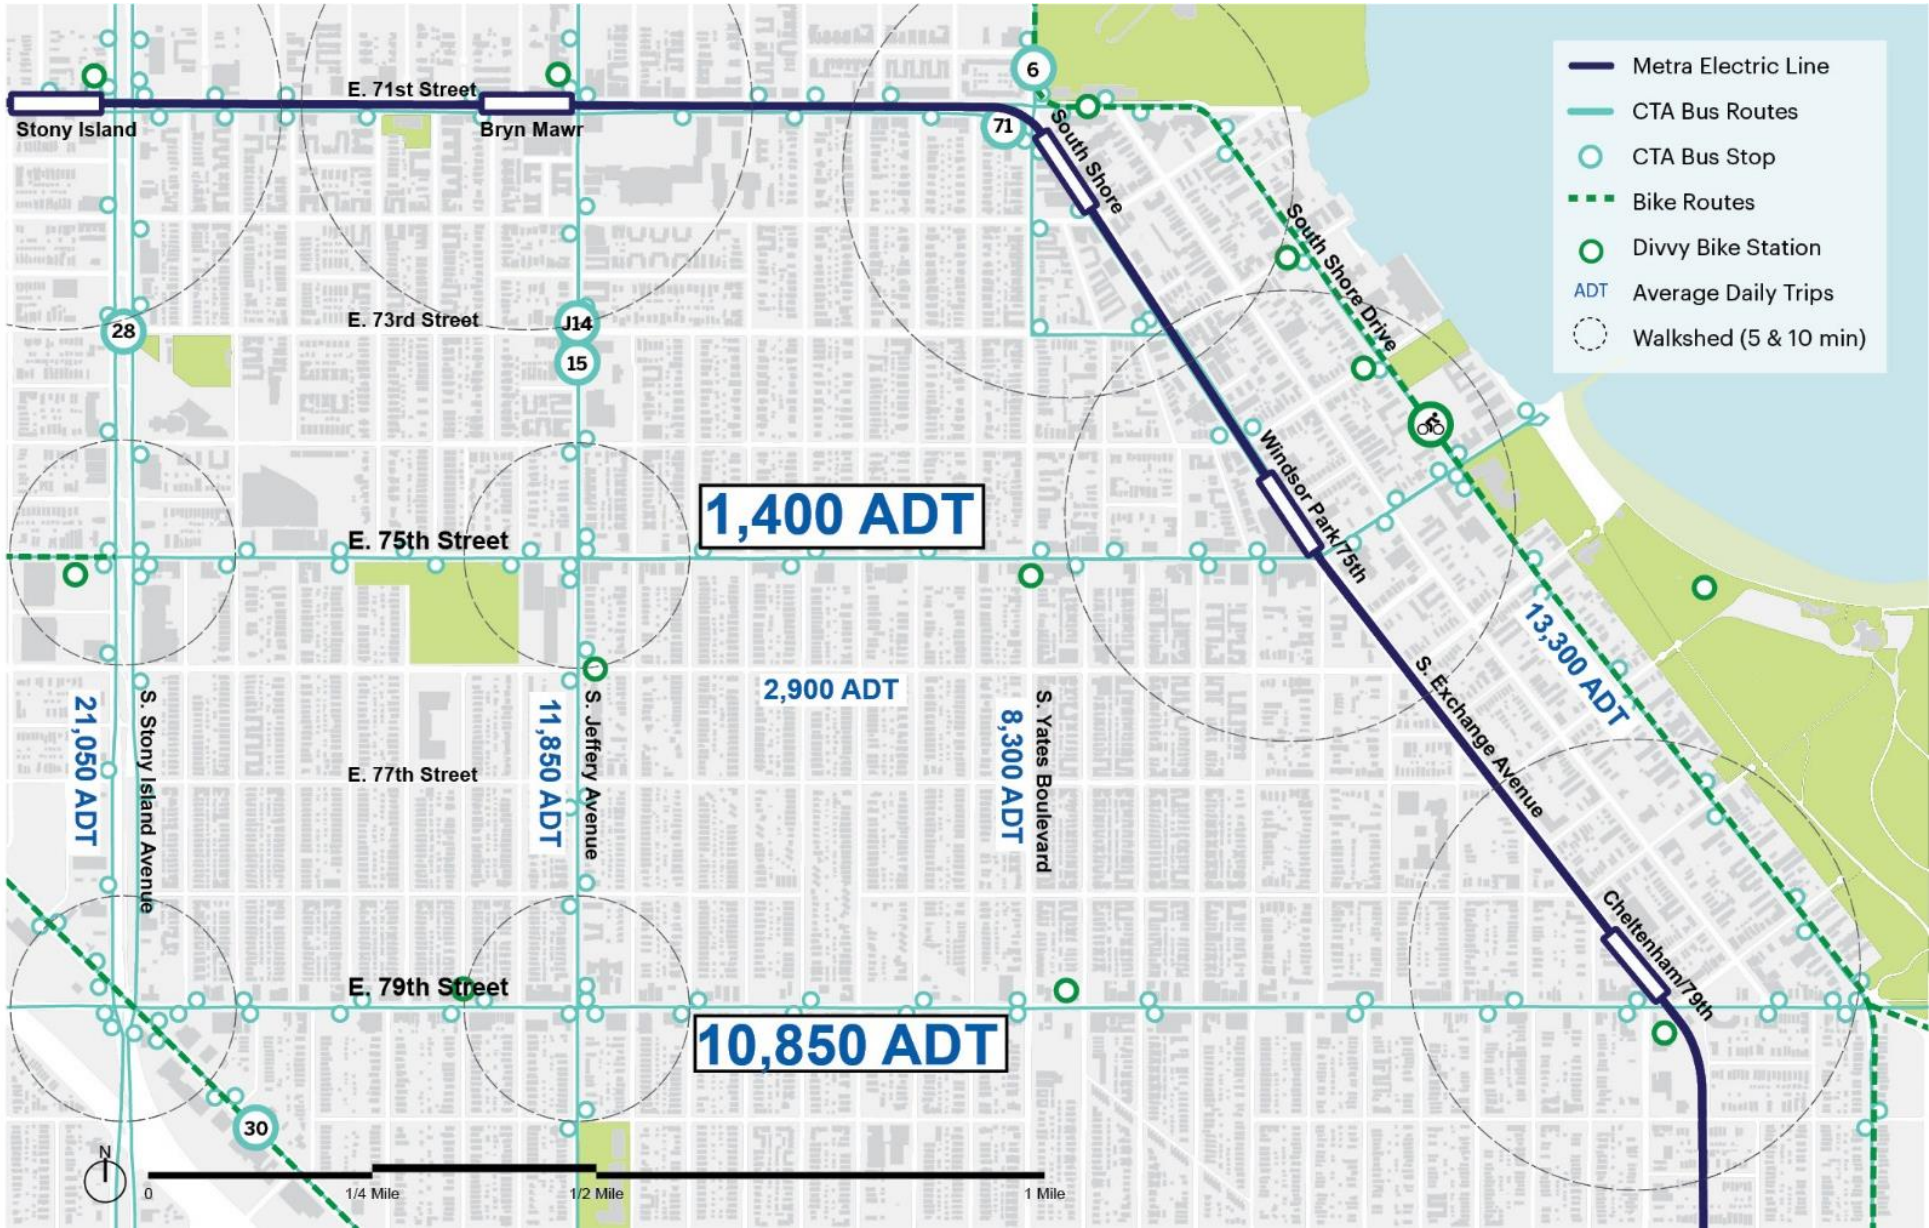 6
Metra Electric Line
CTA Bus Routes
CTA Bus Stop
Bike Routes
Divvy Bike Station
ADT Average Daily Trips
Walkshed (5 & 10 min)
E. 71st Street
Stony Island
Bryn Mawr
71
South Shore
South Shore Drive
28
E. 73rd Street
J14
15
Windsor Park/75th
1,400 ADT
E. 75th Street
13,300 ADT
S. Exchange Avenue
21,050 ADT
S. Stony Island Avenue
11,850 ADT
S. Jeffery Avenue
2,900 ADT
8,300 ADT
S. Yates Boulevard
E. 77th Street
Cheltenham/79th
E. 79th Street
10,850 ADT
30
N
0
1/4 Mile
1/2 Mile
1 Mile